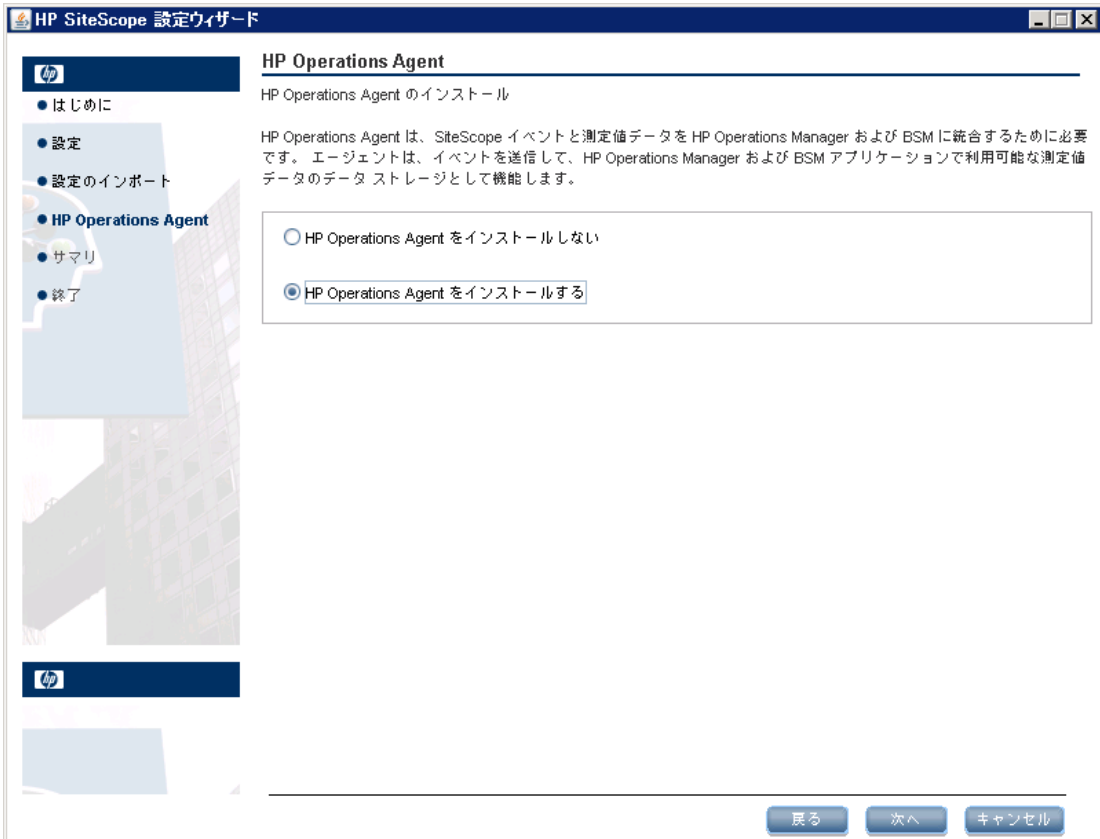 HP SiteScope 設定ウィザード
hp
はじめに
設定
設定のインポート
HP Operations Agent
サマリ
終了
hp
HP Operations Agent
HP Operations Agent のインストール
HP Operations Agent は、SiteScope イベントと測定値データを HP Operations Manager および BSM に統合するために必要
です。 エージェントは、イベントを送信して、HP Operations Manager および BSM アプリケーションで利用可能な測定値
データのデータ ストレージとして機能します。
HP Operations Agent をインストールしない
HP Operations Agent をインストールする
戻る
次へ
キャンセル